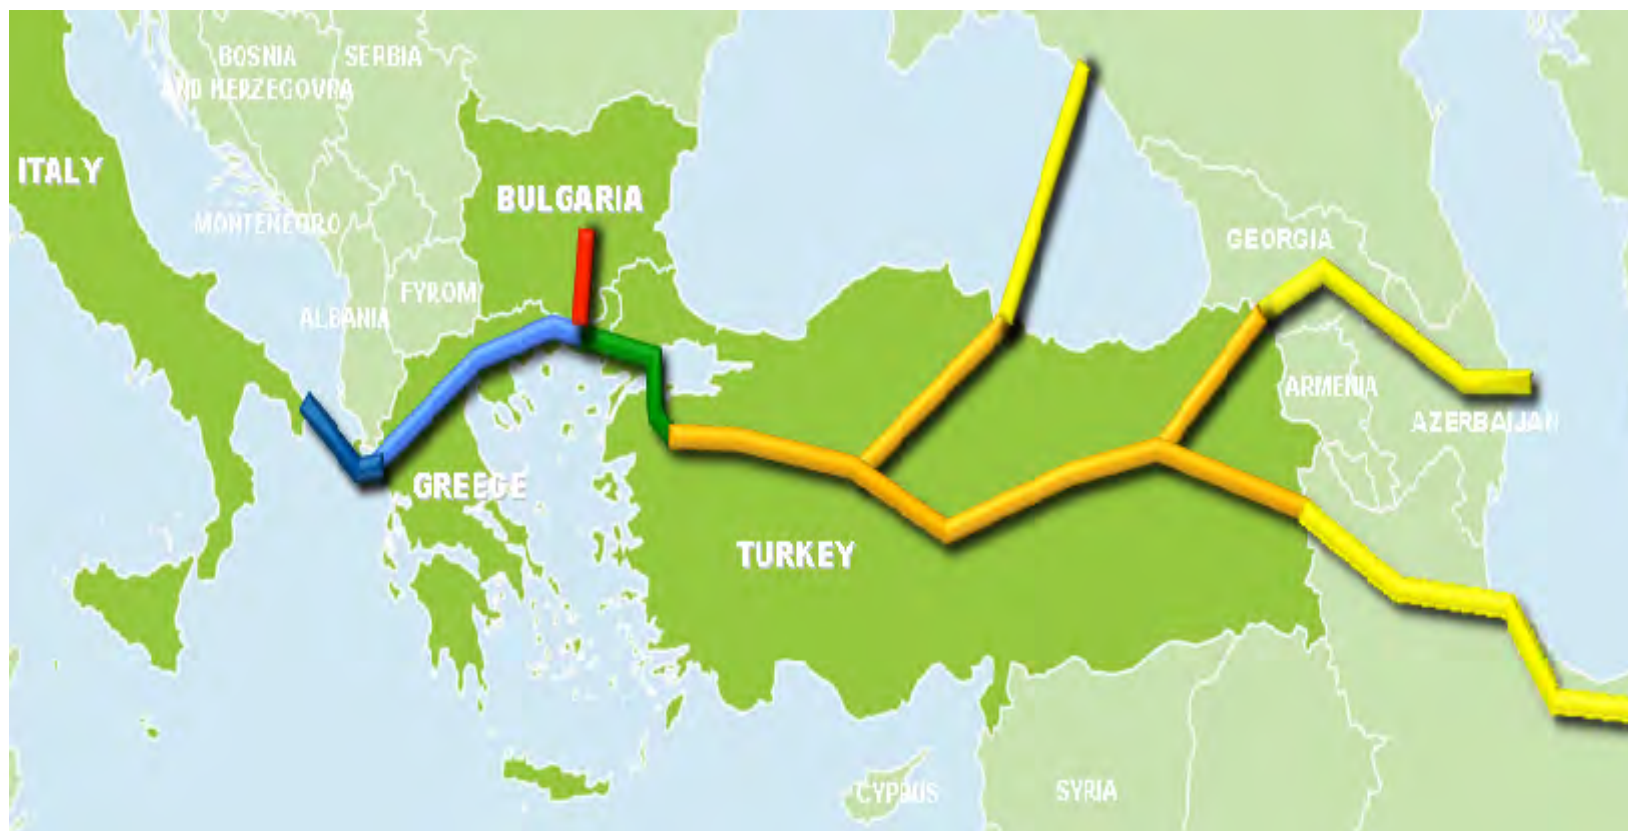 BOSNIA
AND HERZEGOVINA
SERBIA
ITALY
BULGARIA
MONTENEGRO
GEORGIA
FYROM
ALBANIA
ARMENIA
AZERBAIJAN
GREECE
TURKEY
CYPRUS
SYRIA